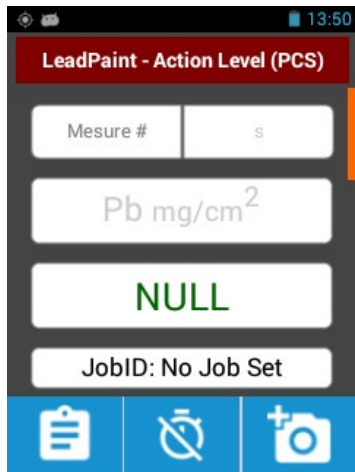 13:50
LeadPaint - Action Level (PCS)
Mesure # s
Pb mg/cm²
NULL
JobID: No Job Set